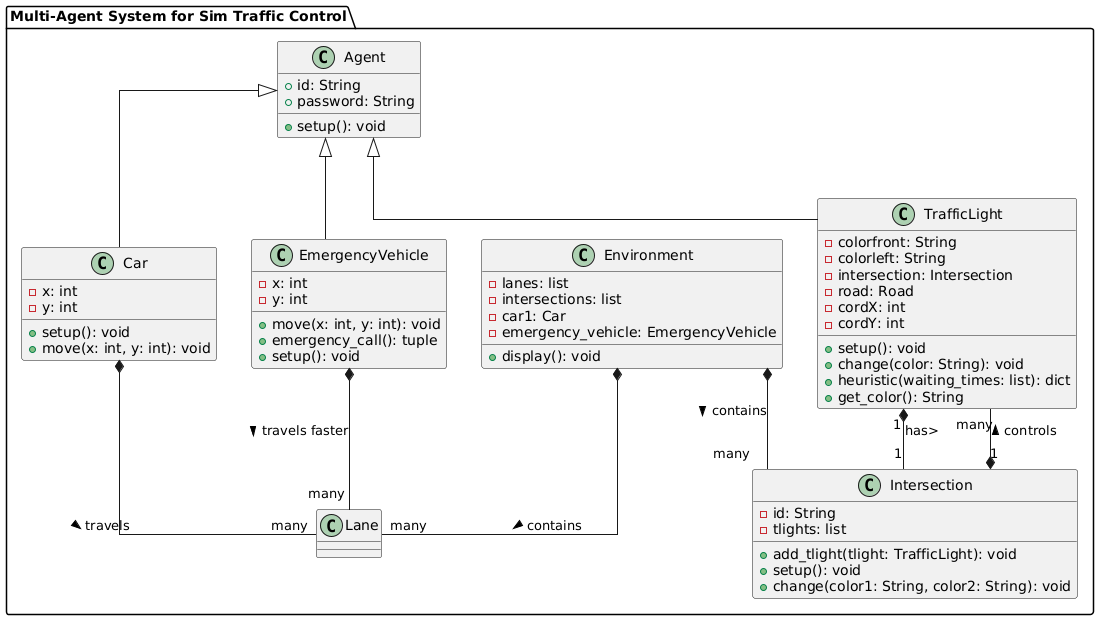 Multi-Agent System for Sim Traffic Control
C Agent
id: String
password: String
setup(): void
C TrafficLight
colorfront: String
colorleft: String
intersection: Intersection
road: Road
cordX: int
cordY: int
setup(): void
change(color: String): void
heuristic(waiting_times: list): dict
get_color(): String
C Car
x: int
y: int
setup(): void
move(x: int, y: int): void
C EmergencyVehicle
x: int
y: int
move(x: int, y: int): void
emergency_call(): tuple
setup(): void
C Environment
lanes: list
intersections: list
car1: Car
emergency_vehicle: EmergencyVehicle
display(): void
travels faster
many
contains
many
1
has>
1
many
controls
1
travels
many
C Lane
many
contains
C Intersection
id: String
tlights: list
add_tlight(tlight: TrafficLight): void
setup(): void
change(color1: String, color2: String): void